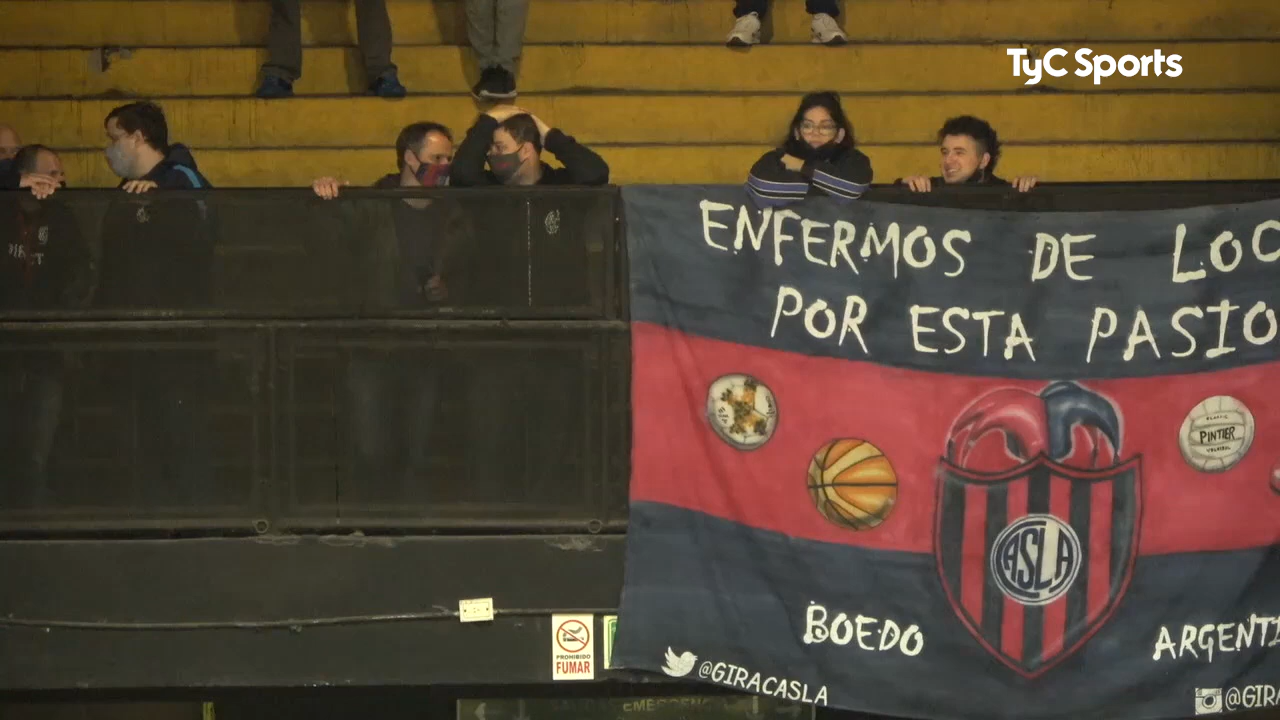 TyC Sports
ENFERMOS DE LOC
POR ESTA PASIO
PINTIER
CASLA
BOEDO
ARGENTI
@GIRACASLA
@GIRA
PROHIBIDO
FUMAR